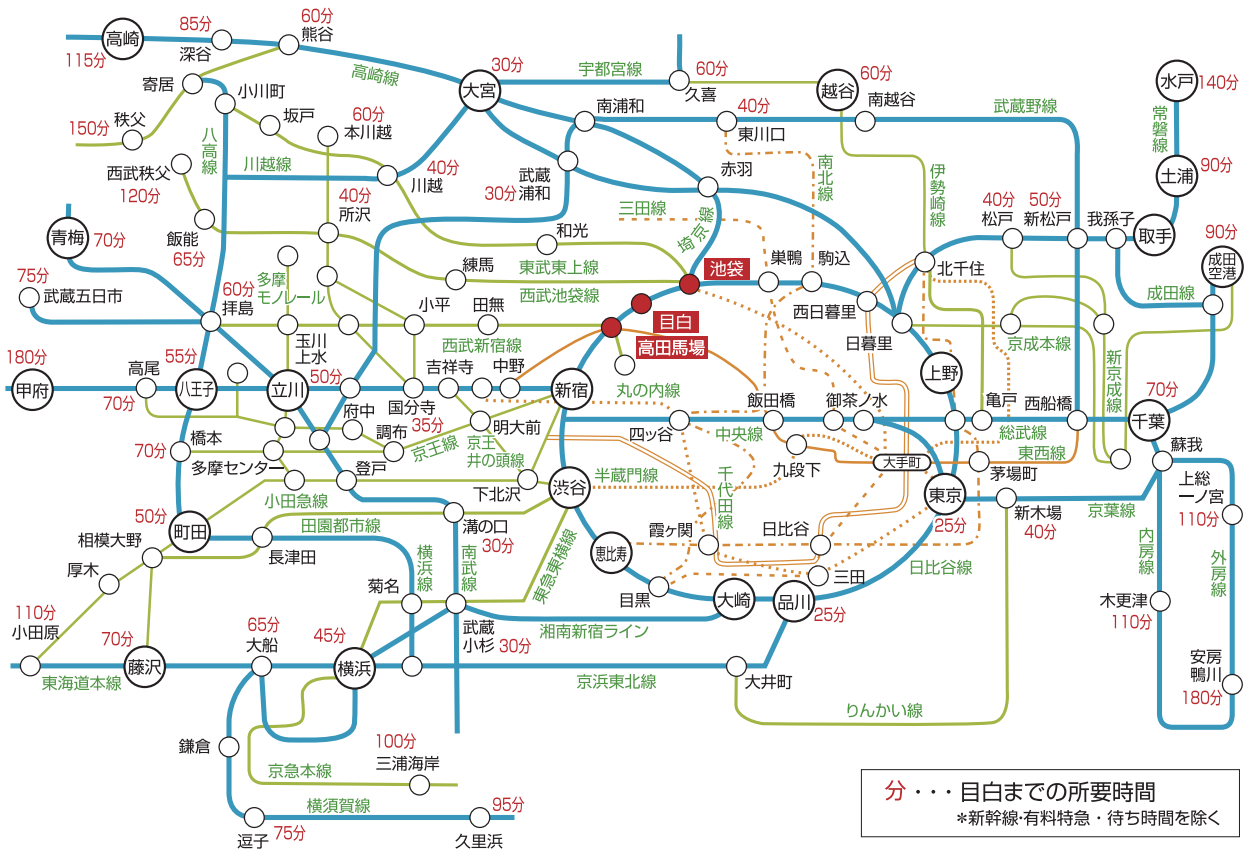 高崎
115分
85分
深谷
60分
熊谷
高崎線
30分
大宮
宇都宮線
60分
久喜
60分
越谷
南越谷
武蔵野線
水戸
140分
常磐線
土浦
90分
寄居
小川町
坂戸
60分
本川越
秩父
150分
八高線
川越線
西武秩父
120分
40分
川越
南浦和
40分
東川口
武蔵
浦和
30分
赤羽
南北線
三田線
埼京線
伊勢崎線
40分
松戸
50分
新松戸
我孫子
取手
90分
成田
空港
成田線
青梅
70分
飯能
65分
40分
所沢
和光
東武東上線
練馬
西武池袋線
池袋
巣鴨
駒込
北千住
75分
武蔵五日市
60分
拝島
多摩
モノレール
玉川
上水
小平
田無
西武新宿線
目白
高田馬場
西日暮里
日暮里
京成本線
新京成線
180分
甲府
高尾
70分
55分
八王子
立川
50分
国分寺
35分
吉祥寺
中野
新宿
丸の内線
四ッ谷
中央線
飯田橋
御茶ノ水
上野
亀戸
総武線
西船橋
70分
千葉
東西線
府中
調布
京王線
明大前
京王
井の頭線
九段下
大手町
茅場町
蘇我
橋本
70分
多摩センター
登戸
小田急線
下北沢
渋谷
半蔵門線
千代田線
東京
25分
新木場
40分
京葉線
上総
一ノ宮
110分
50分
町田
田園都市線
長津田
溝の口
30分
相模大野
厚木
横浜線
南武線
東急東横線
恵比寿
霞ヶ関
日比谷
三田
日比谷線
内房線
外房線
菊名
目黒
大崎
品川
25分
木更津
110分
110分
小田原
70分
藤沢
65分
大船
45分
横浜
武蔵
小杉
30分
湘南新宿ライン
東海道本線
京浜東北線
大井町
りんかい線
安房
鴨川
180分
鎌倉
京急本線
100分
三浦海岸
横須賀線
逗子
75分
95分
久里浜
分・・・目白までの所要時間
*新幹線・有料特急・待ち時間を除く